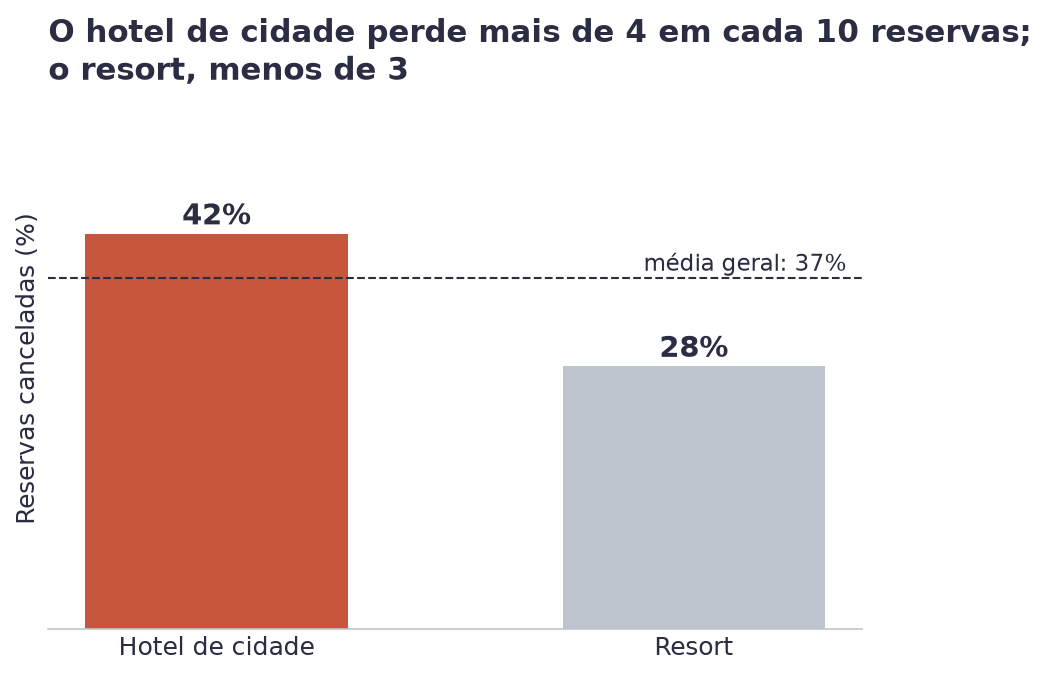 O hotel de cidade perde mais de 4 em cada 10 reservas;
o resort, menos de 3
42%
média geral: 37%
28%
Reservas canceladas (%)
Hotel de cidade
Resort